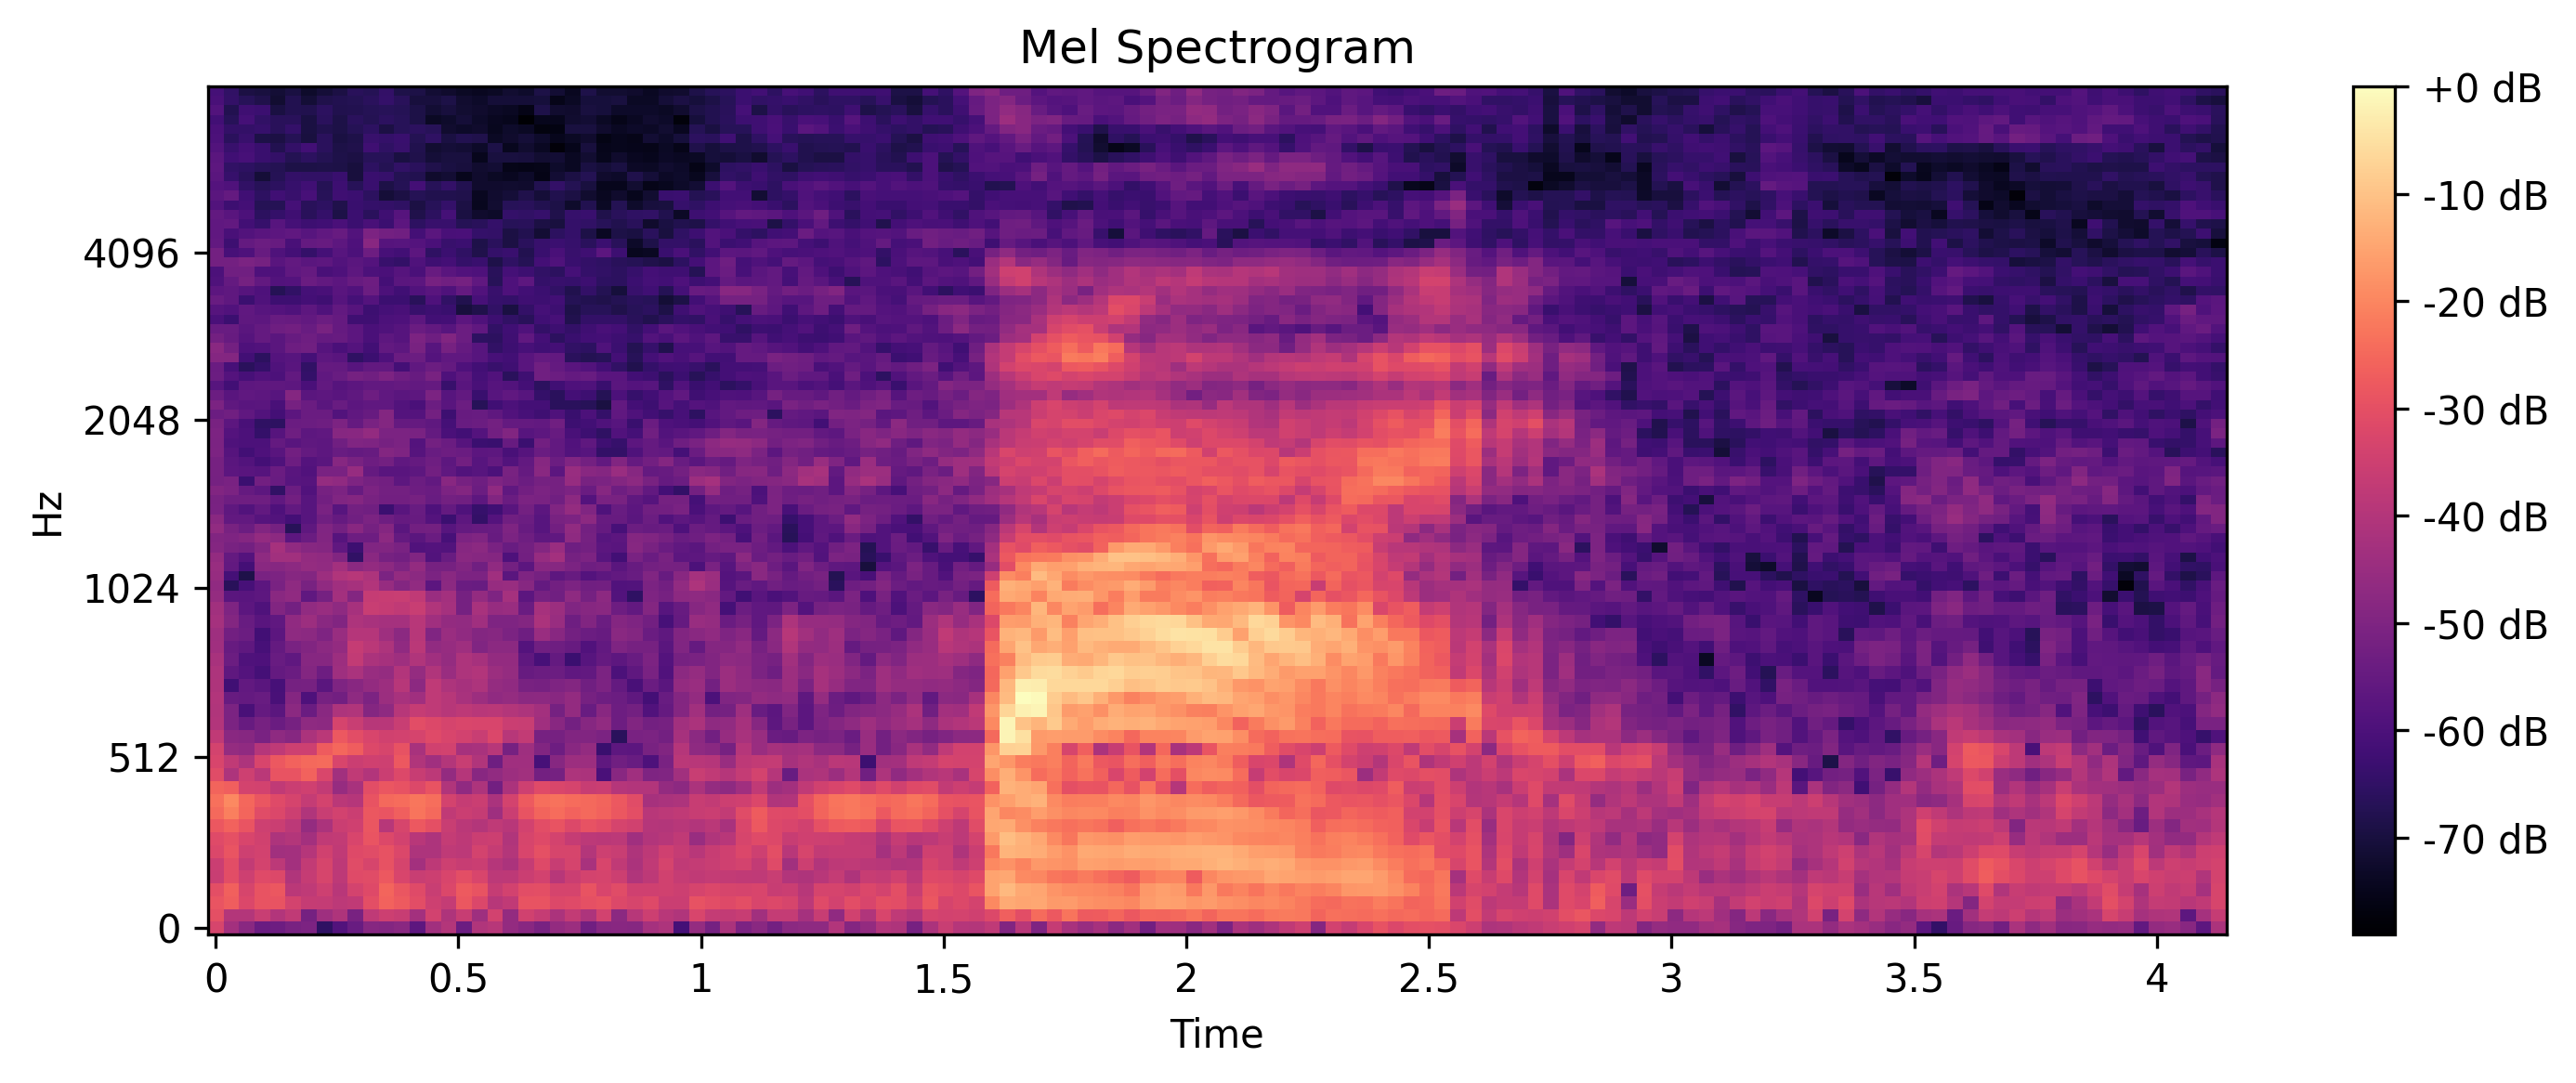 Mel Spectrogram
+0 dB
-10 dB
-20 dB
-30 dB
-40 dB
-50 dB
-60 dB
-70 dB
4096
2048
1024
512
0
Hz
0 0.5 1 1.5 2 2.5 3 3.5 4
Time